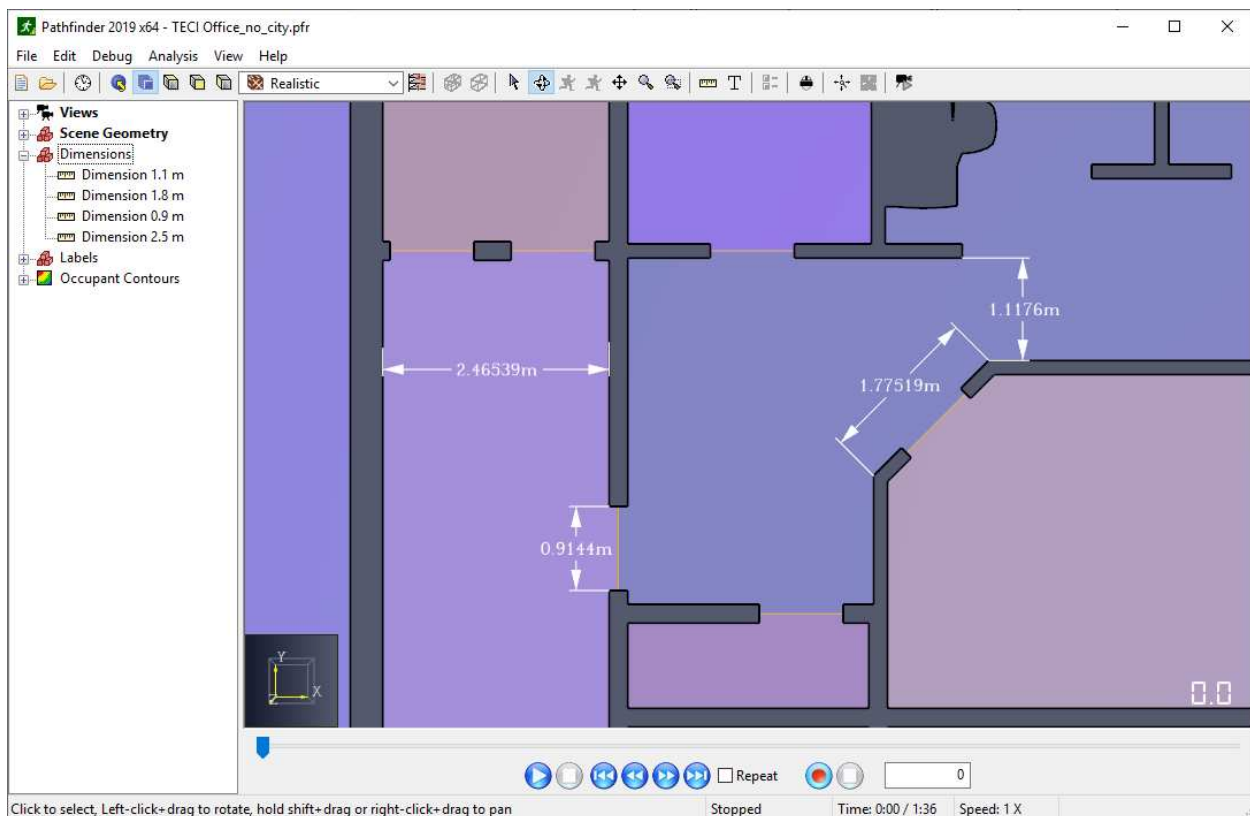 Pathfinder 2019 x64 - TECI Office_no_city.pfr
File Edit Debug Analysis View Help
Realistic
Views
Scene Geometry
Dimensions
Dimension 1.1 m
Dimension 1.8 m
Dimension 0.9 m
Dimension 2.5 m
Labels
Occupant Contours
1.1176m
2.46539m
1.77519m
0.9144m
Y
X
Z
0.0
Repeat
0
Click to select, Left-click+drag to rotate, hold shift+drag or right-click+drag to pan
Stopped
Time: 0:00 / 1:36
Speed: 1 X